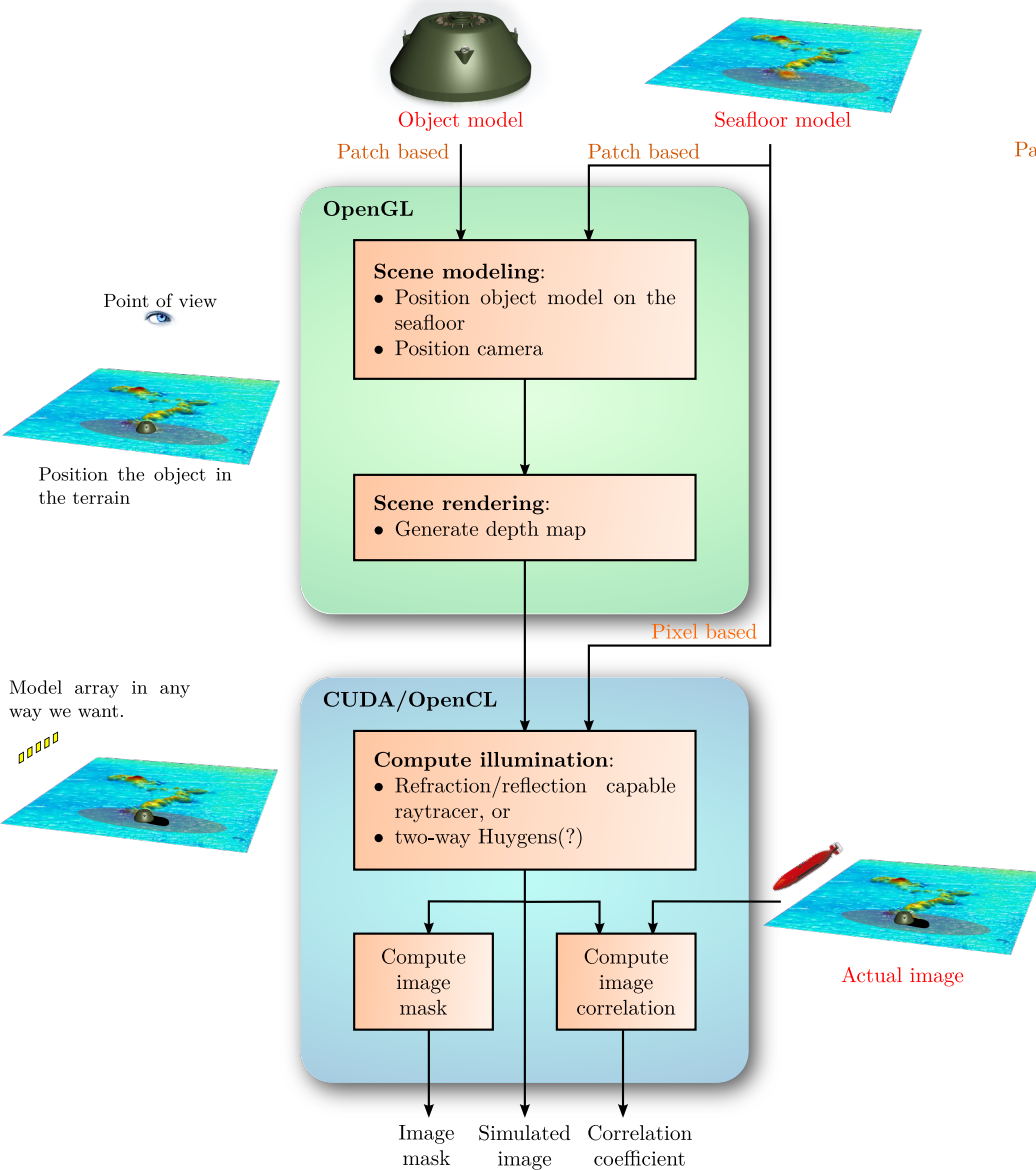 Object model
Seafloor model
Patch based
Patch based
Pa
OpenGL
Scene modeling:
• Position object model on the
seafloor
• Position camera
Point of view
Position the object in
the terrain
Scene rendering:
• Generate depth map
Pixel based
Model array in any
way we want.
CUDA/OpenCL
Compute illumination:
• Refraction/reflection capable
raytracer, or
• two-way Huygens(?)
Compute
image
mask
Compute
image
correlation
Actual image
Image
mask
Simulated
image
Correlation
coefficient